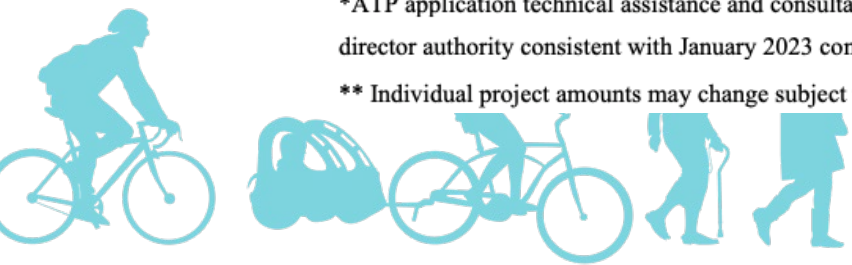 *ATP application technical assistance and
director authority consistent with January 2023
** Individual project amounts may change subject